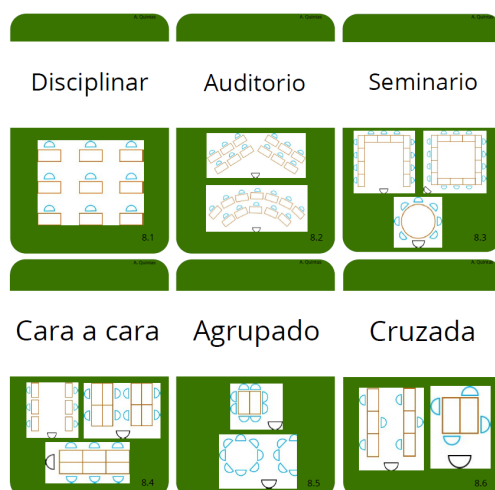 A. Quintas
A. Quintas
A. Quintas
Disciplinar
Auditorio
Seminario
8.1
8.2
8.3
A. Quintas
A. Quintas
A. Quintas
Cara a cara
Agrupado
Cruzada
8.4
8.5
8.6